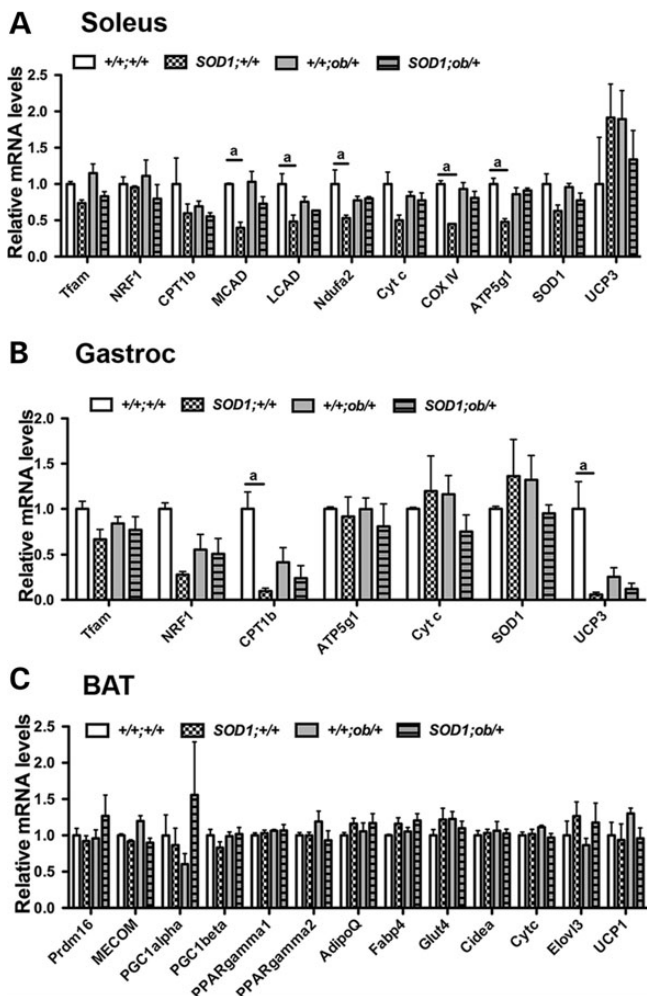 A Soleus
+/+;+/+ SOD1;+/+ +/+;ob/+ SOD1;ob/+
Relative mRNA levels
2.5
2.0
1.5
1.0
0.5
0.0
a a a a a
Tfam NRF1 CPT1b MCAD LCAD Ndufa2 Cyt c COX IV ATP5g1 SOD1 UCP3
B Gastroc
+/+;+/+ SOD1;+/+ +/+;ob/+ SOD1;ob/+
Relative mRNA levels
2.0
1.5
1.0
0.5
0.0
a a
Tfam NRF1 CPT1b ATP5g1 Cyt c SOD1 UCP3
C BAT
+/+;+/+ SOD1;+/+ +/+;ob/+ SOD1;ob/+
Relative mRNA levels
2.5
2.0
1.5
1.0
0.5
0.0
Prdm16 MECOM PGC1alpha PGC1beta PPARgamma1 PPARgamma2 AdipoQ Fabp4 Glut4 Cidea Cytc Elovl3 UCP1